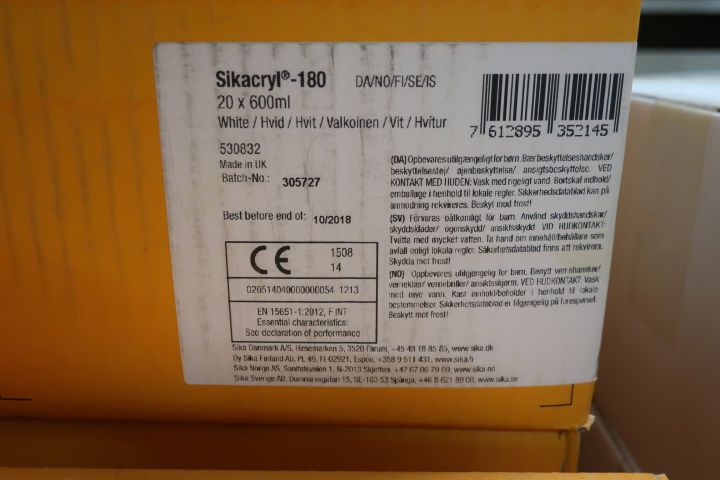 Sikacryl®-180 DA/NO/FI/SE/IS
20 x 600ml
White / Hvid / Hvit / Valkoinen / Vit / Hvítur
530832
Made in UK
Batch-No.: 305727
Best before end of: 10/2018
CE 1508
14
02051404000000054 1213
EN 15651-1:2012, F INT
Essential characteristics:
See declaration of performance
7 612895 352145
(DA) Opbevares utilgængeligt for børn. Bær beskyttelseshandsker/
beskyttelsestøj/ øjenbeskyttelse/ ansigtsbeskyttelse. VED
KONTAKT MED HUDEN: Vask med rigeligt vand. Bortskaf indhold/
emballage i henhold til lokale regler. Sikkerhedsdatablad kan på
anmodning rekvireres. Beskyt mod frost!
(SV) Förvaras oåtkomligt för barn. Använd skyddshandskar/
skyddskläder/ ögonskydd/ ansiktsskydd VID HUDKONTAKT:
Tvätta med mycket vatten. Ta hand om innehåll/behållare som
avfall enligt lokala regler. Säkerhetsdatablad finns att rekvirera.
Skydda mot frost!
(NO) Oppbevares utilgjengelig for barn. Benytt vernehansker/
verneklær/ vernebriller/ ansiktsskjerm. VED HUDKONTAKT: Vask
med mye vann. Kast innhold/beholder i henhold til lokale
bestemmelser Sikkerhetsdatablad er tilgjengelig på forespørsel.
Beskytt mot frost!
Sika Danmark A/S, Hirsemarken 5, 3520 Farum, +45 48 18 85 85, www.sika.dk
Oy Sika Finland Ab, PL 49, FI-02921, Espoo, +358 9 511 431, www.sika.fi
Sika Norge AS, Sanitetsveien 1, N-2013 Skjetten +47 67 06 79 00, www.sika.no
Sika Sverige AB, Domnarvsgatan 15, SE-163 53 Spånga, +46 8 621 89 00, www.sika.se